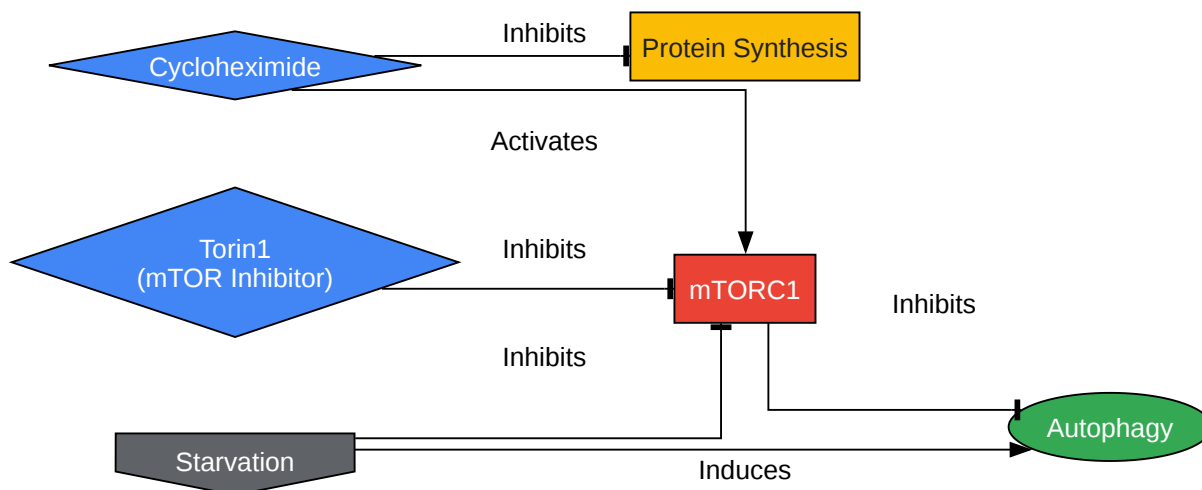 Inhibits
Protein Synthesis
Cycloheximide
Activates
Torin1
(mTOR Inhibitor)
Inhibits
mTORC1
Inhibits
Inhibits
Autophagy
Starvation
Induces